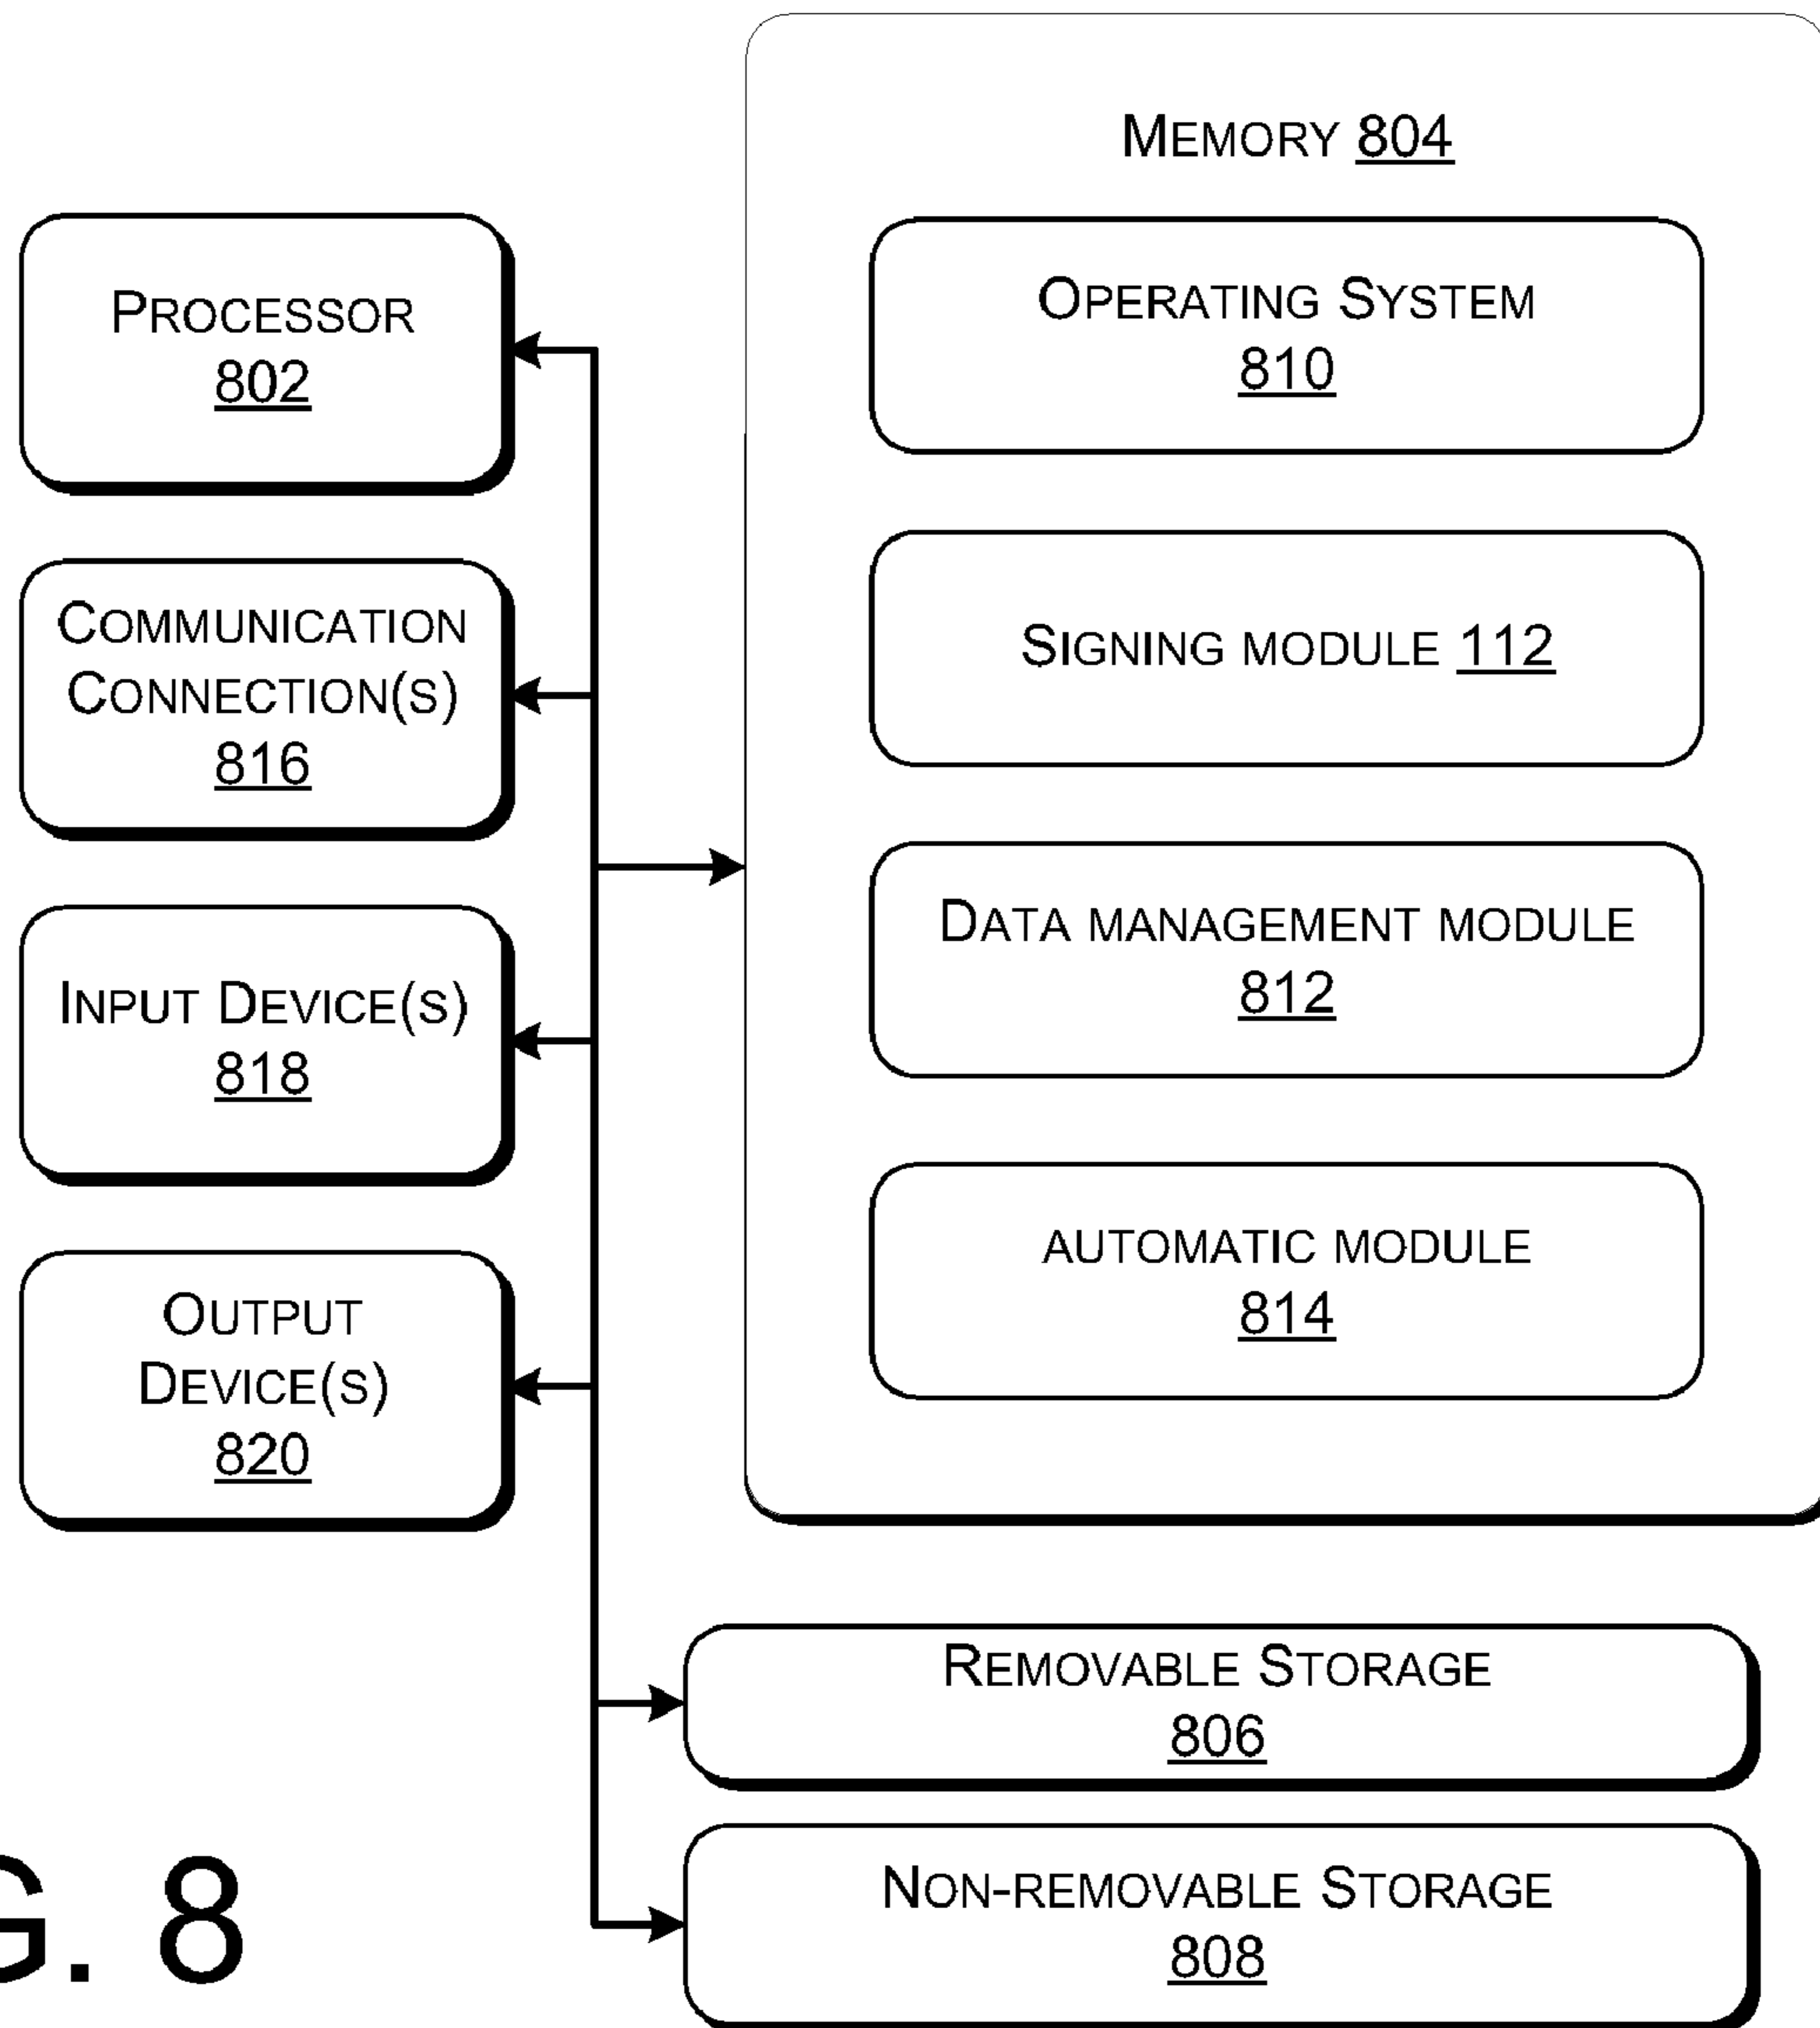 MEMORY 804
PROCESSOR
802
COMMUNICATION
CONNECTION(S)
816
INPUT DEVICE(S)
818
OUTPUT
DEVICE(S)
820
OPERATING SYSTEM
810
SIGNING MODULE 112
DATA MANAGEMENT MODULE
812
AUTOMATIC MODULE
814
REMOVABLE STORAGE
806
NON-REMOVABLE STORAGE
808
G. 8